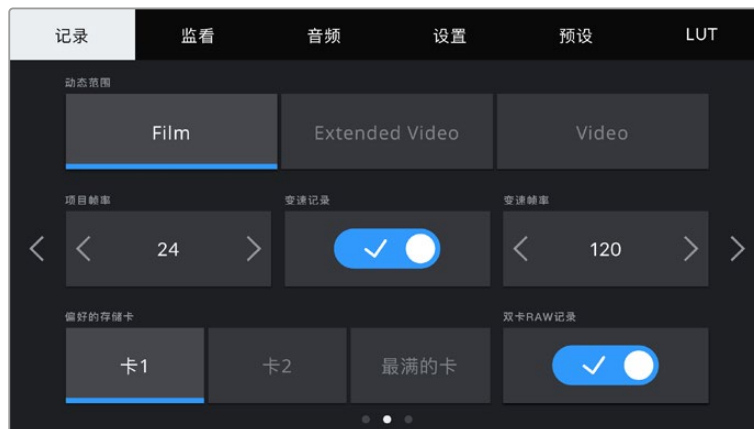 记录 监看 音频 设置 预设 LUT
动态范围
Film Extended Video Video
项目帧率 变速记录 变速帧率
24 120
偏好的存储卡 双卡RAW记录
卡1 卡2 最满的卡